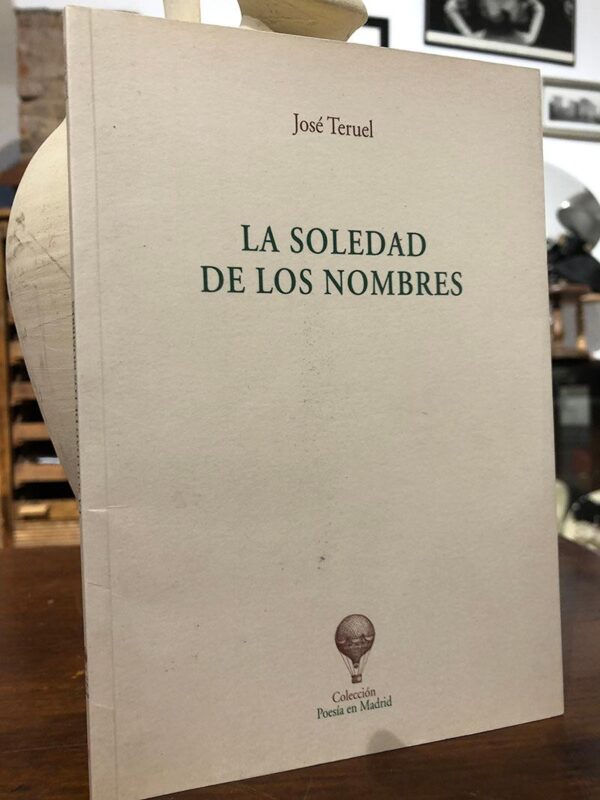 José Teruel
LA SOLEDAD
DE LOS NOMBRES
Colección
Poesía en Madrid